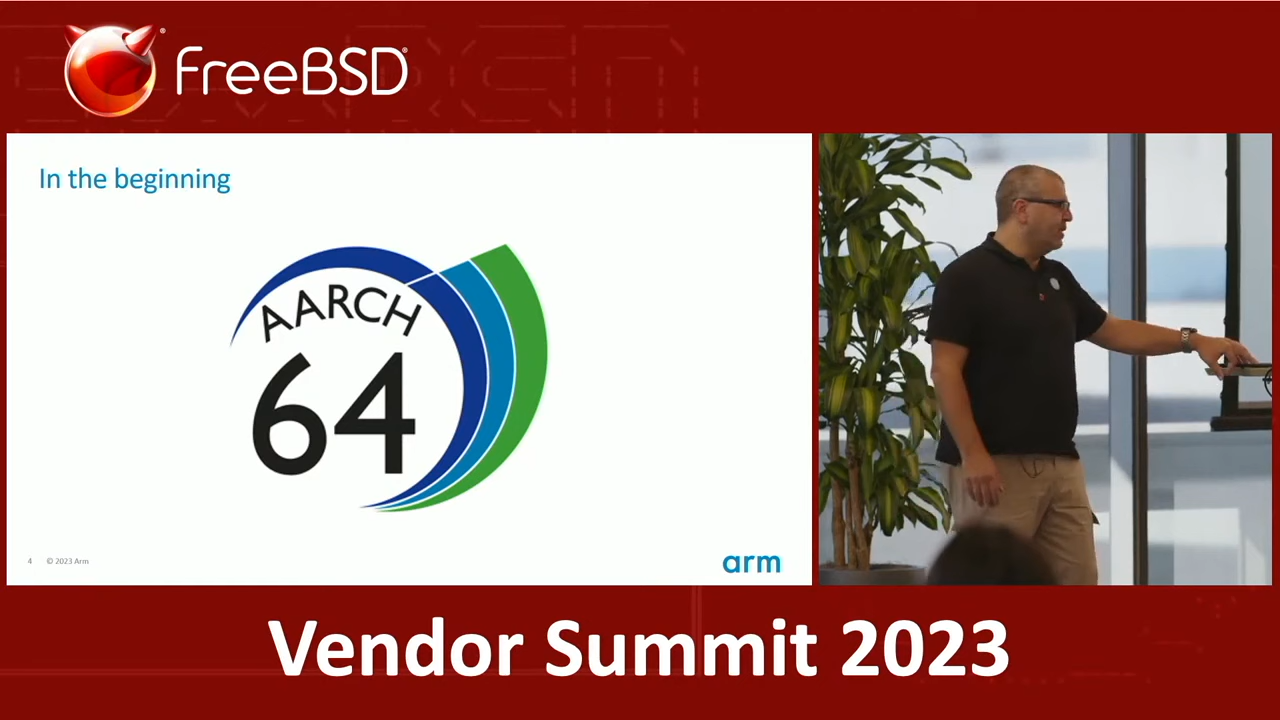 FreeBSD®
In the beginning
AARCH
64
4 © 2023 Arm
arm
Vendor Summit 2023